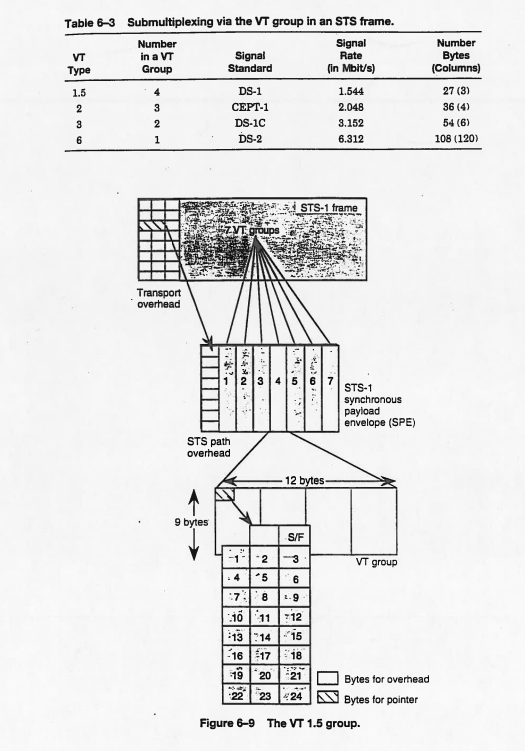 Table 6–3 Submultiplexing via the VT group in an STS frame.
VT Type Number in a VT Group Signal Standard Signal Rate (in Mbit/s) Number Bytes (Columns)
1.5 4 DS-1 1.544 27 (3)
2 3 CEPT-1 2.048 36 (4)
3 2 DS-1C 3.152 54 (6)
6 1 DS-2 6.312 108 (120)
STS-1 frame
7 VT groups
Transport
overhead
1 2 3 4 5 6 7
STS-1
synchronous
payload
envelope (SPE)
STS path
overhead
12 bytes
9 bytes
S/F
VT group
1 2 3
4 5 6
7 8 9
10 11 12
13 14 15
16 17 18
19 20 21
22 23 24
Bytes for overhead
Bytes for pointer
Figure 6–9 The VT 1.5 group.